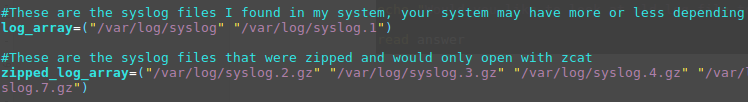 #These are the syslog files I found in my system, your system may have more or less depending
log_array=("/var/log/syslog" "/var/log/syslog.1")
#These are the syslog files that were zipped and would only open with zcat
zipped_log_array=("/var/log/syslog.2.gz" "/var/log/syslog.3.gz" "/var/log/syslog.4.gz" "/var/
slog.7.gz")